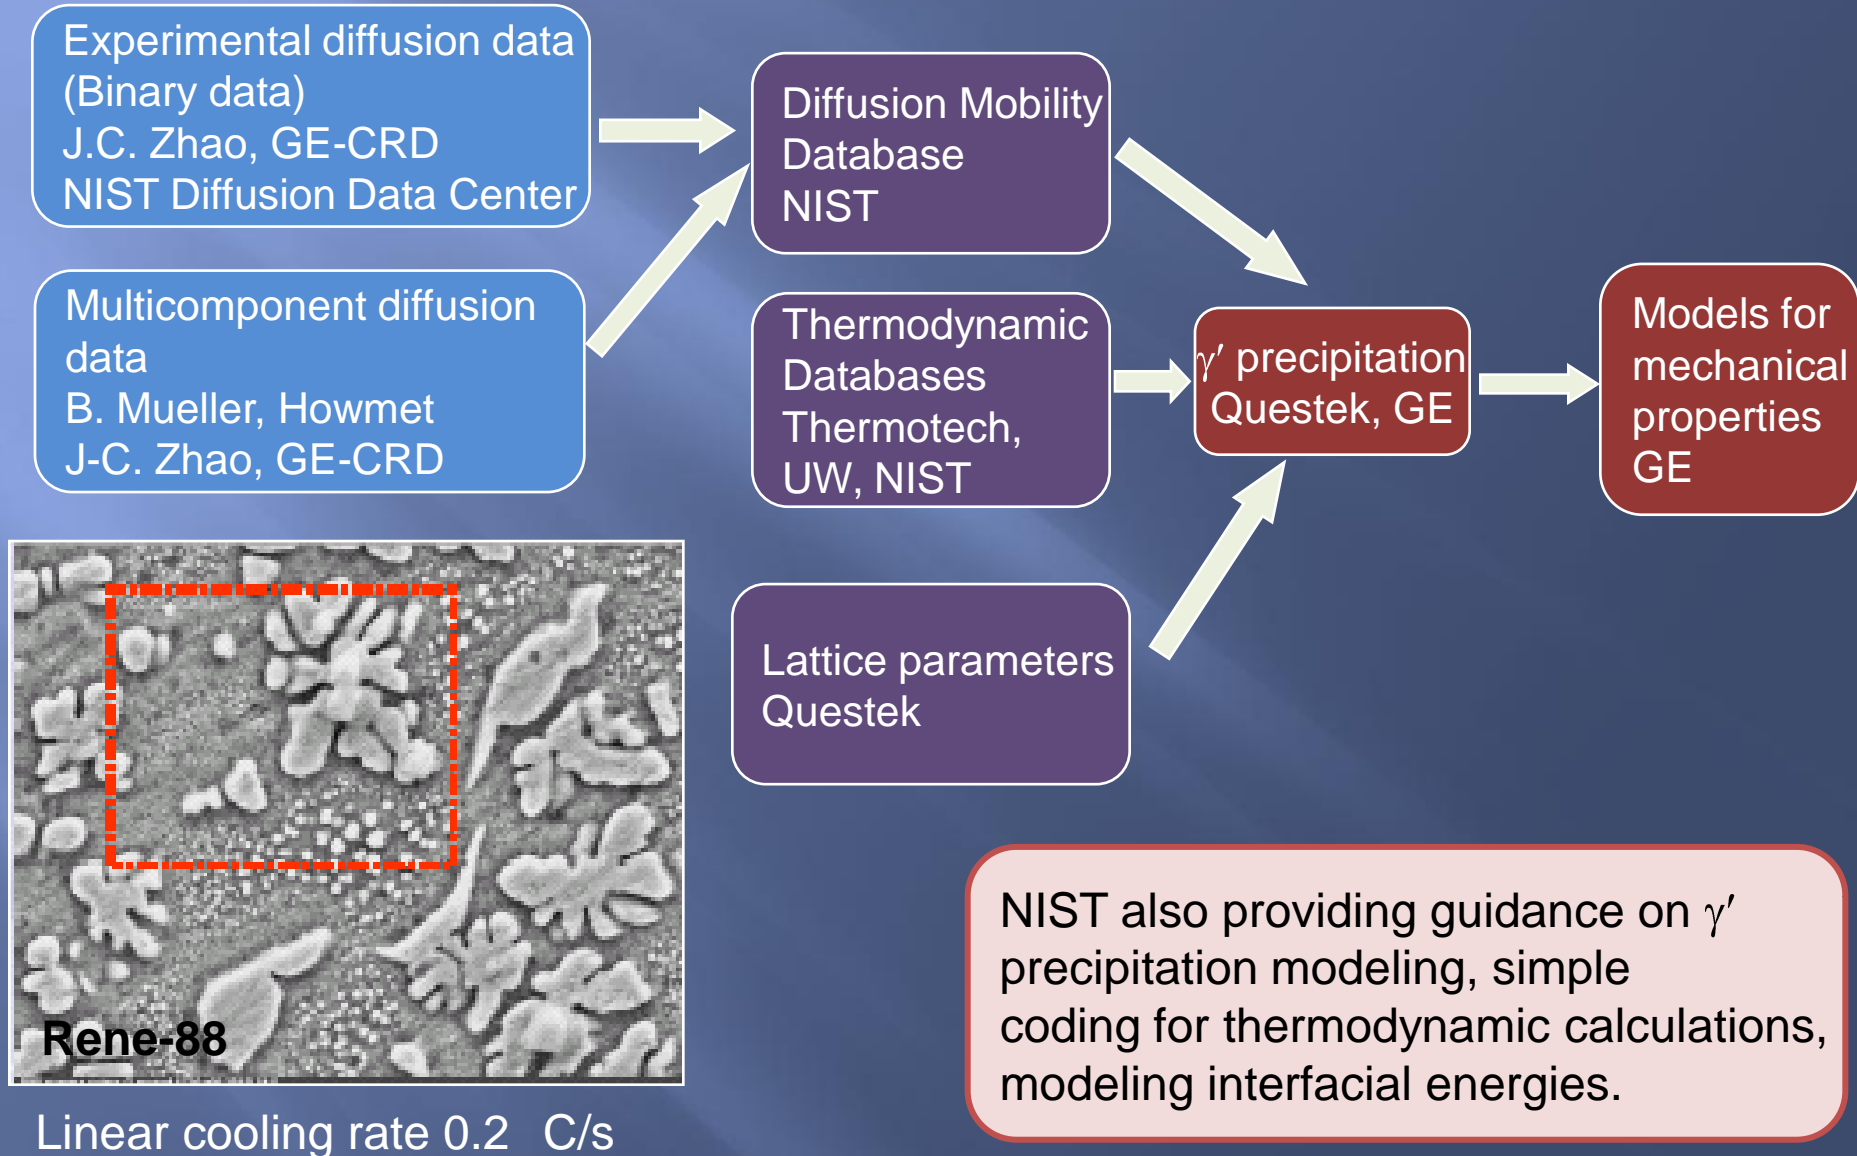 Experimental diffusion data
(Binary data)
J.C. Zhao, GE-CRD
NIST Diffusion Data Center
Multicomponent diffusion
data
B. Mueller, Howmet
J-C. Zhao, GE-CRD
Diffusion Mobility
Database
NIST
Thermodynamic
Databases
Thermotech,
UW, NIST
Lattice parameters
Questek
γ′ precipitation
Questek, GE
Models for
mechanical
properties
GE
Rene-88
Linear cooling rate 0.2 C/s
NIST also providing guidance on γ′
precipitation modeling, simple
coding for thermodynamic calculations,
modeling interfacial energies.